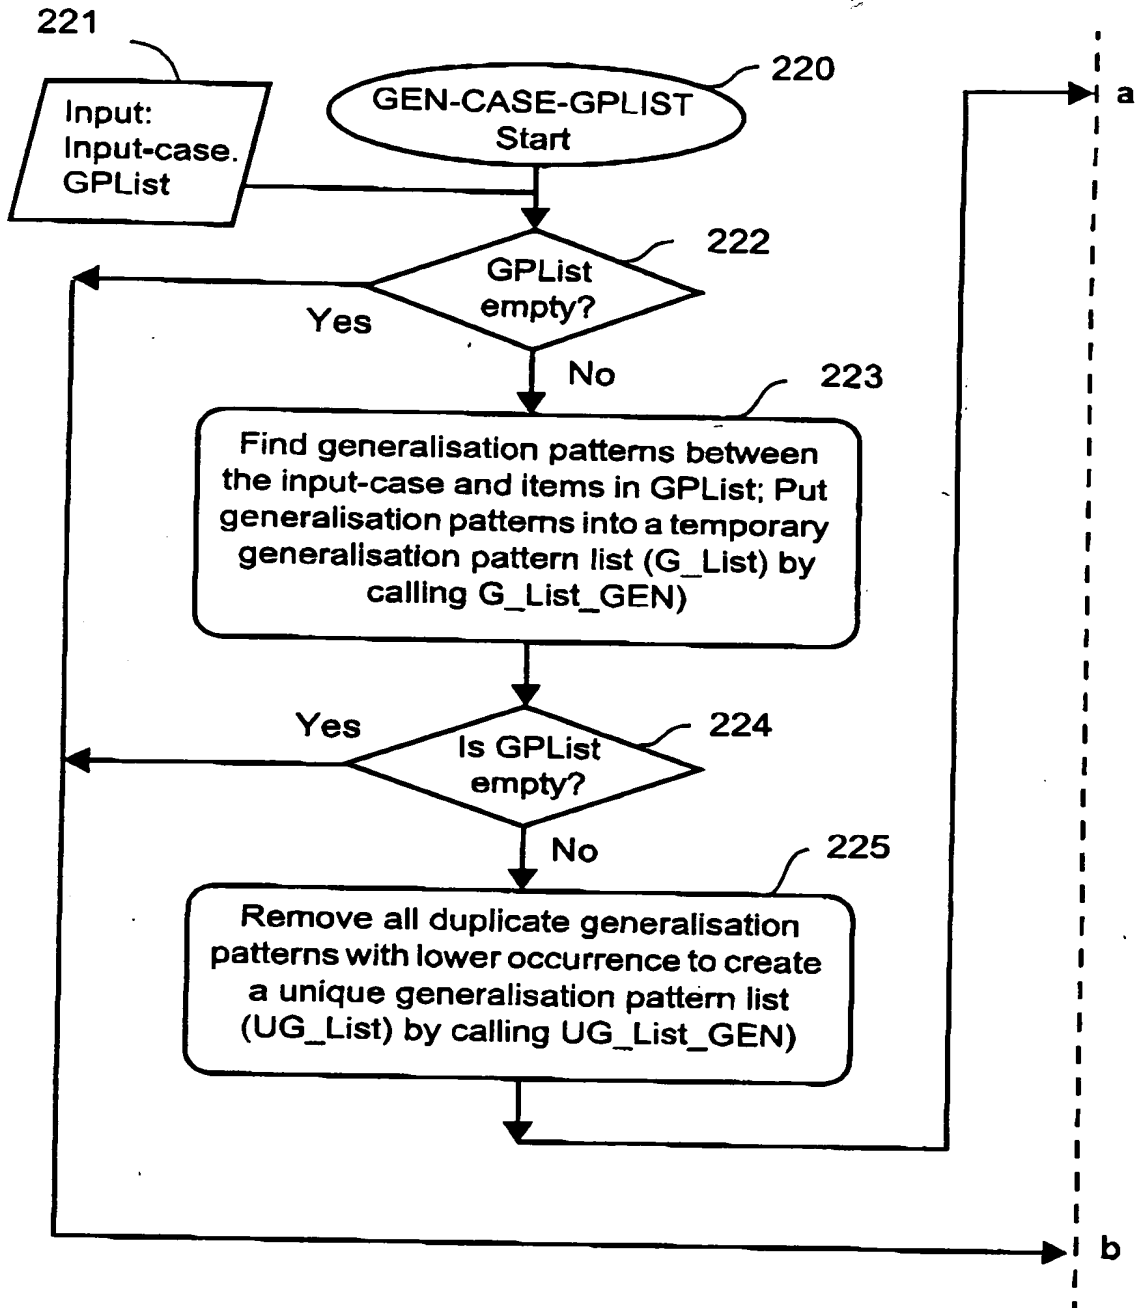 221
220
GEN-CASE-GPLIST
Start
a
Input:
Input-case.
GPList
222
GPList
empty?
Yes
No
223
Find generalisation patterns between
the input-case and items in GPList; Put
generalisation patterns into a temporary
generalisation pattern list (G_List) by
calling G_List_GEN)
Yes
224
Is GPList
empty?
No
225
Remove all duplicate generalisation
patterns with lower occurrence to create
a unique generalisation pattern list
(UG_List) by calling UG_List_GEN)
b